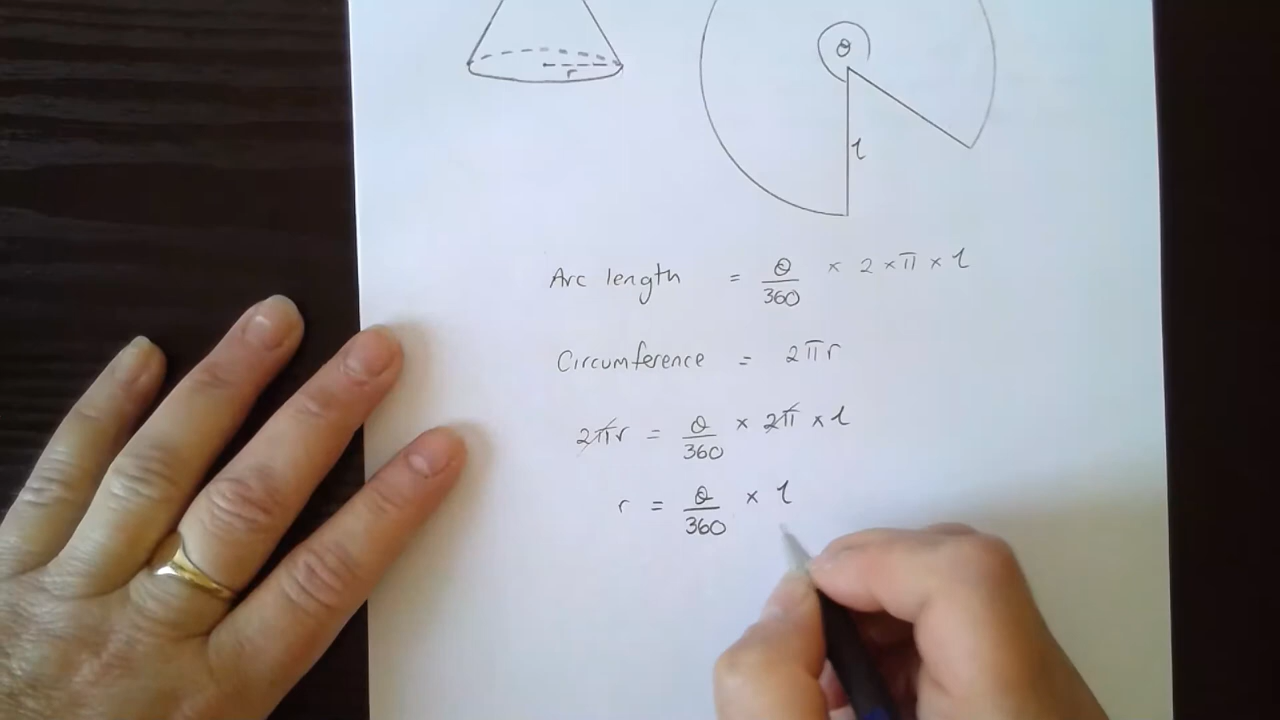 θ
r
l
Arc length = θ/360 × 2 × π × l
Circumference = 2πr
2πr = θ/360 × 2π × l
r = θ/360 × l